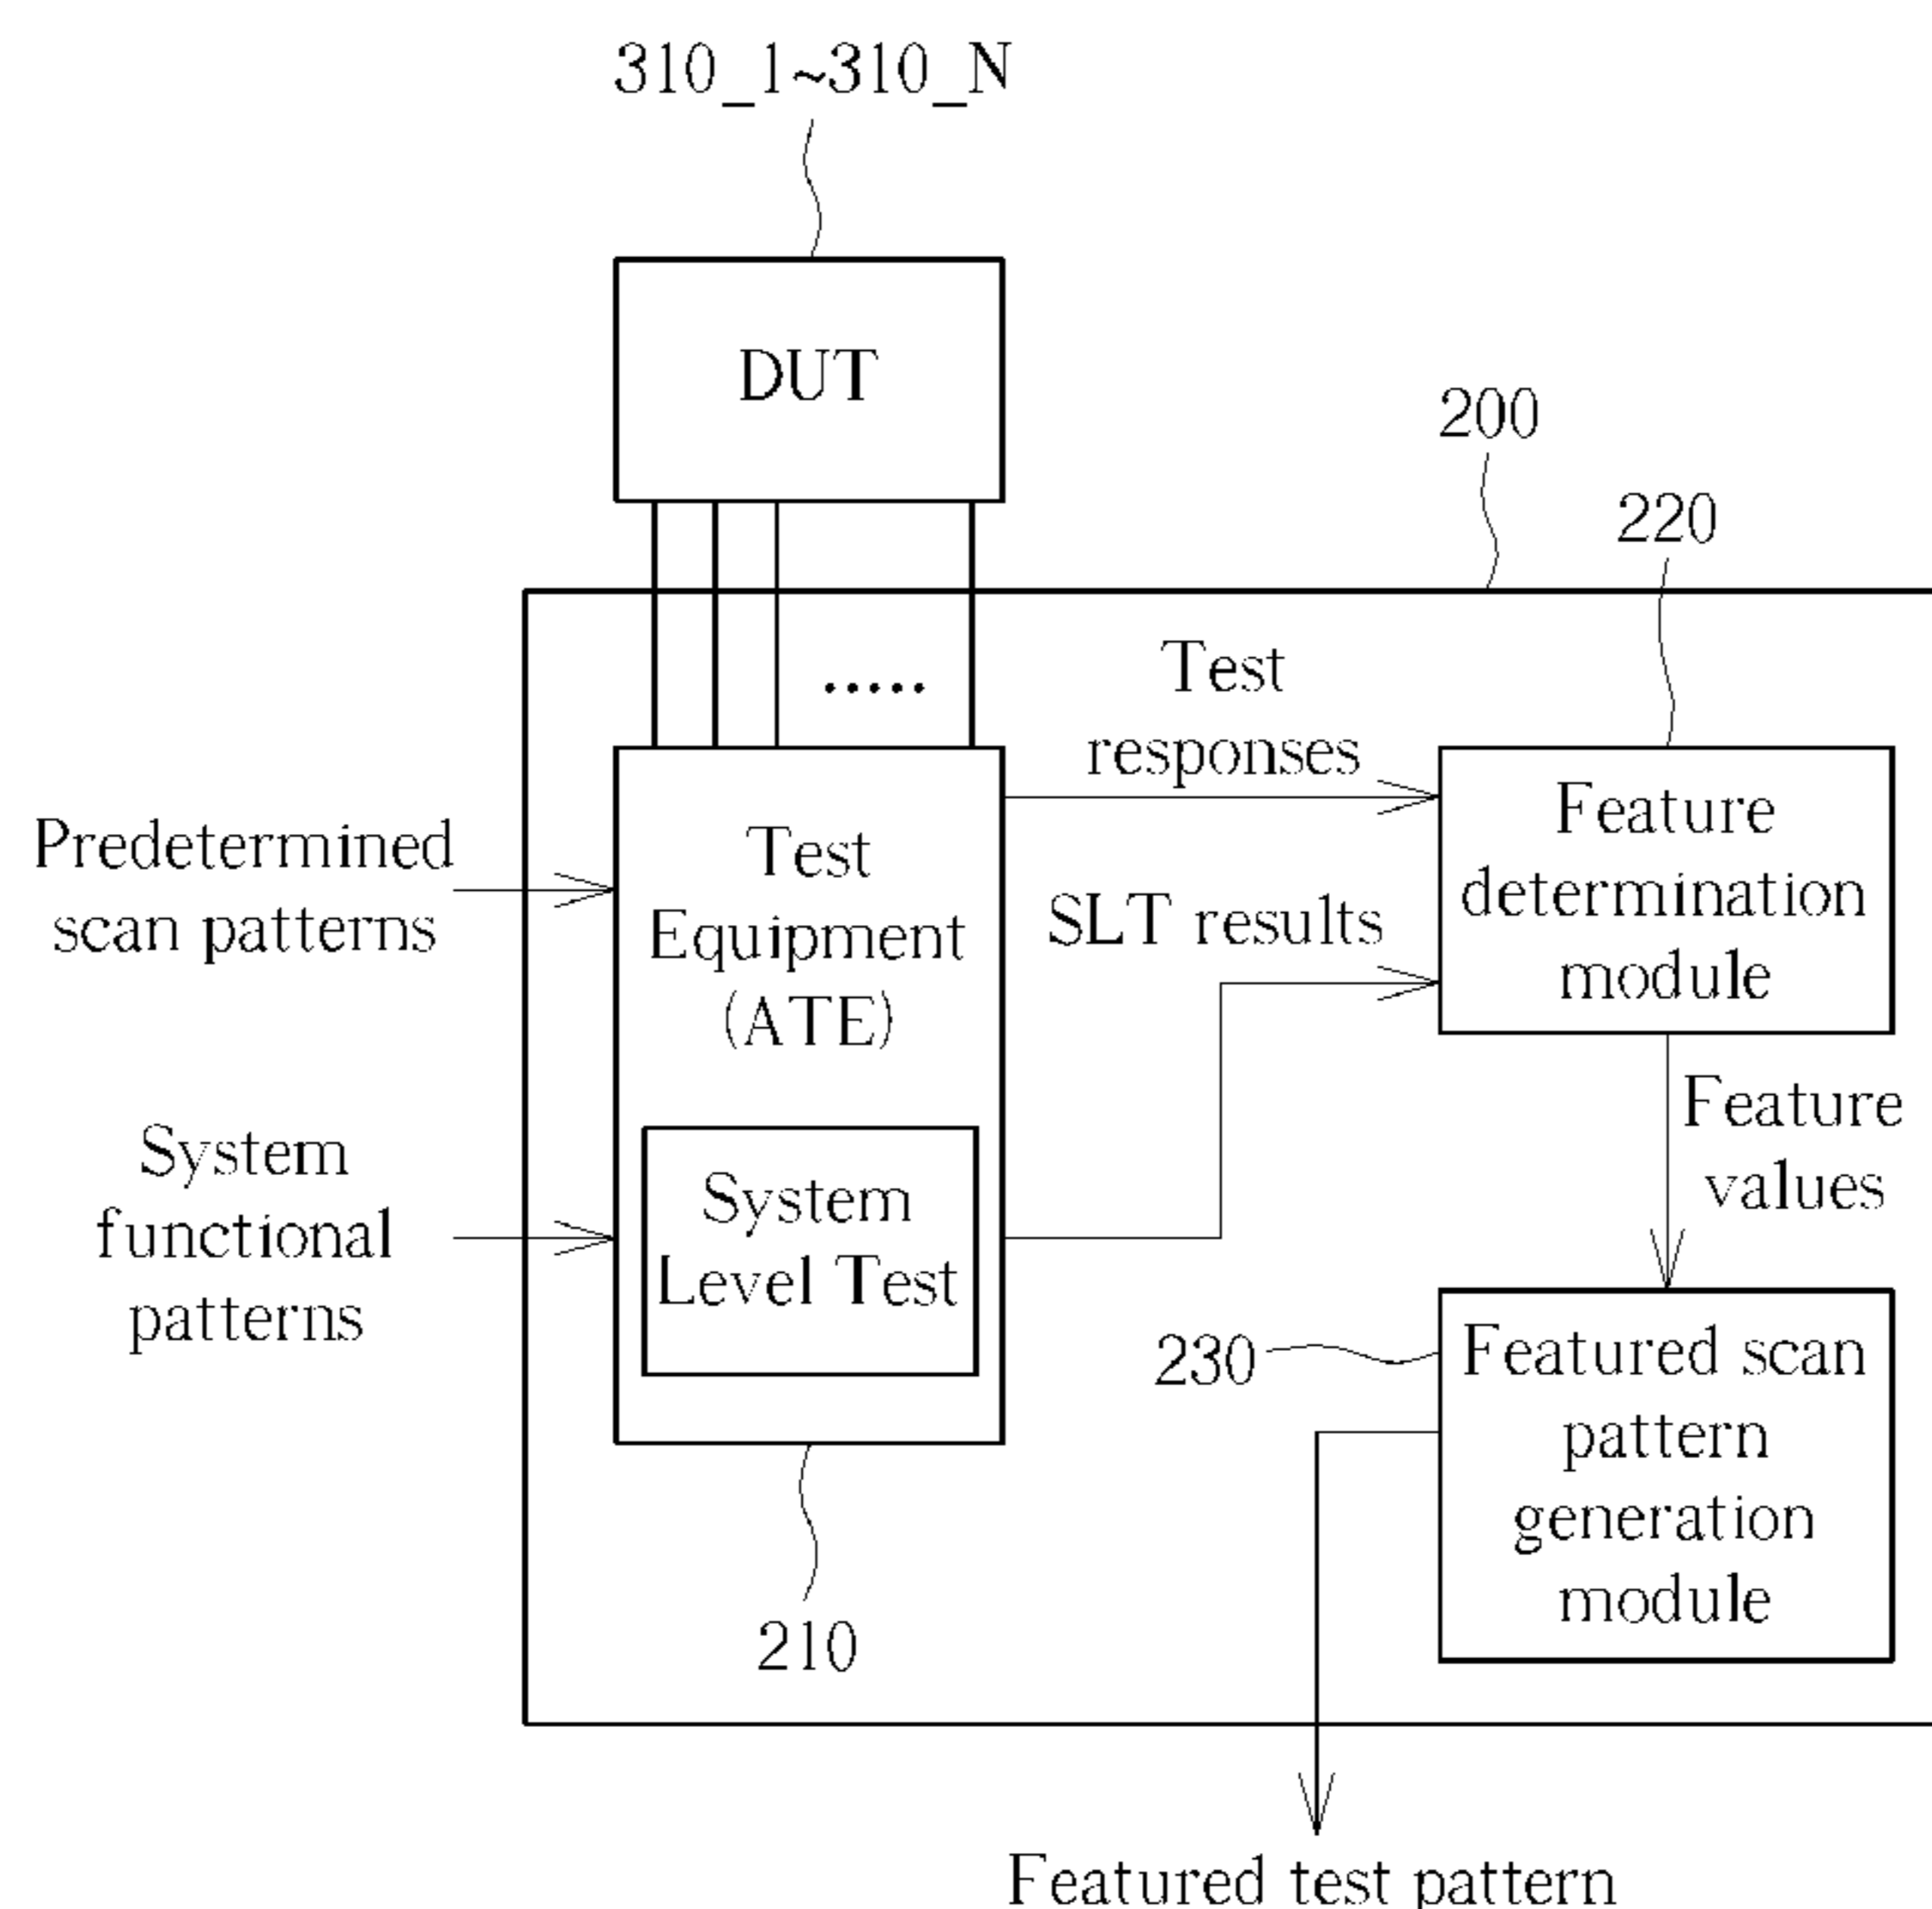 310_1~310_N
DUT
200
220
Test
responses
Predetermined
scan patterns
Test
Equipment
(ATE)
SLT results
Feature
determination
module
System
functional
patterns
System
Level Test
Feature
values
230
Featured scan
pattern
generation
module
210
Featured test pattern